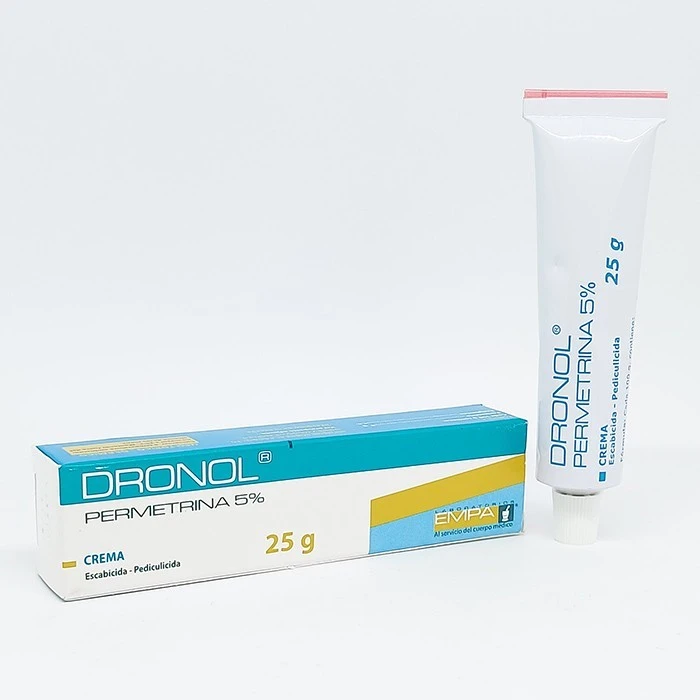 DRONOL®
PERMETRINA 5%
CREMA
Escabicida - Pediculicida
25 g
LABORATORIOS
EMPA®
Al servicio del cuerpo médico
DRONOL®
PERMETRINA 5%
25 g
CREMA
Escabicida - Pediculicida